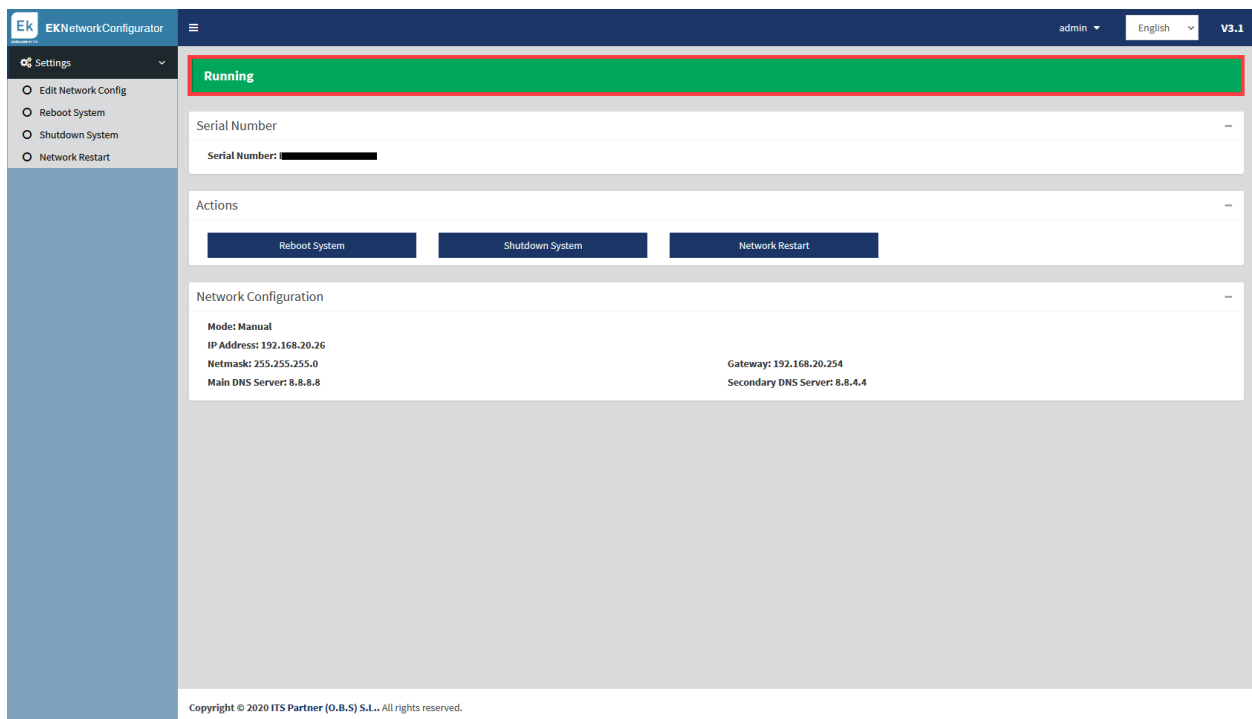 Ek EKNetworkConfigurator admin English V3.1
Settings
Edit Network Config
Reboot System
Shutdown System
Network Restart
Running
Serial Number
Serial Number:
Actions
Reboot System Shutdown System Network Restart
Network Configuration
Mode: Manual
IP Address: 192.168.20.26
Netmask: 255.255.255.0 Gateway: 192.168.20.254
Main DNS Server: 8.8.8.8 Secondary DNS Server: 8.8.4.4
Copyright © 2020 ITS Partner (O.B.S) S.L.. All rights reserved.